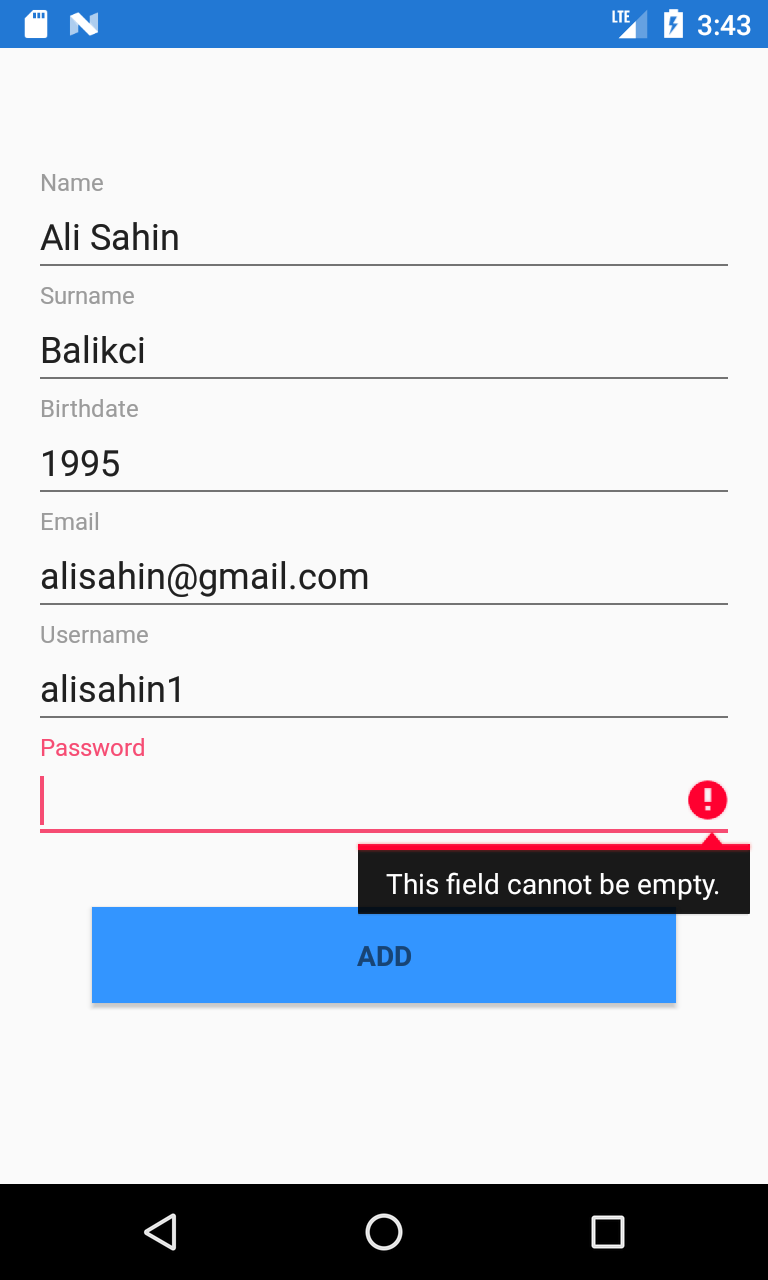 LTE 3:43
Name
Ali Sahin
Surname
Balikci
Birthdate
1995
Email
alisahin@gmail.com
Username
alisahin1
Password
This field cannot be empty.
ADD